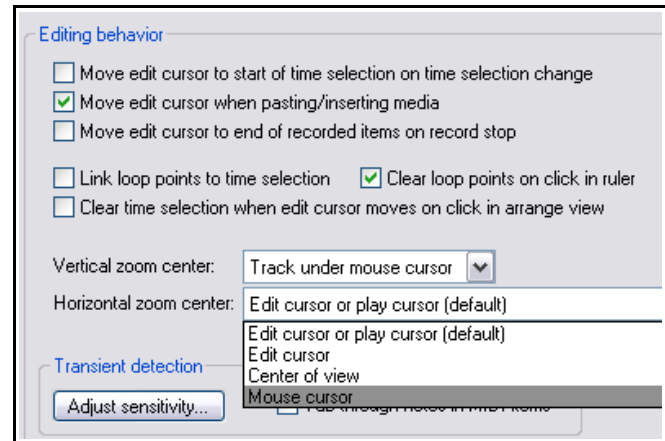 Editing behavior
Move edit cursor to start of time selection on time selection change
Move edit cursor when pasting/inserting media
Move edit cursor to end of recorded items on record stop
Link loop points to time selection Clear loop points on click in ruler
Clear time selection when edit cursor moves on click in arrange view
Vertical zoom center: Track under mouse cursor
Horizontal zoom center: Edit cursor or play cursor (default)
Edit cursor or play cursor (default)
Edit cursor
Transient detection
Center of view
Mouse cursor
Adjust sensitivity...